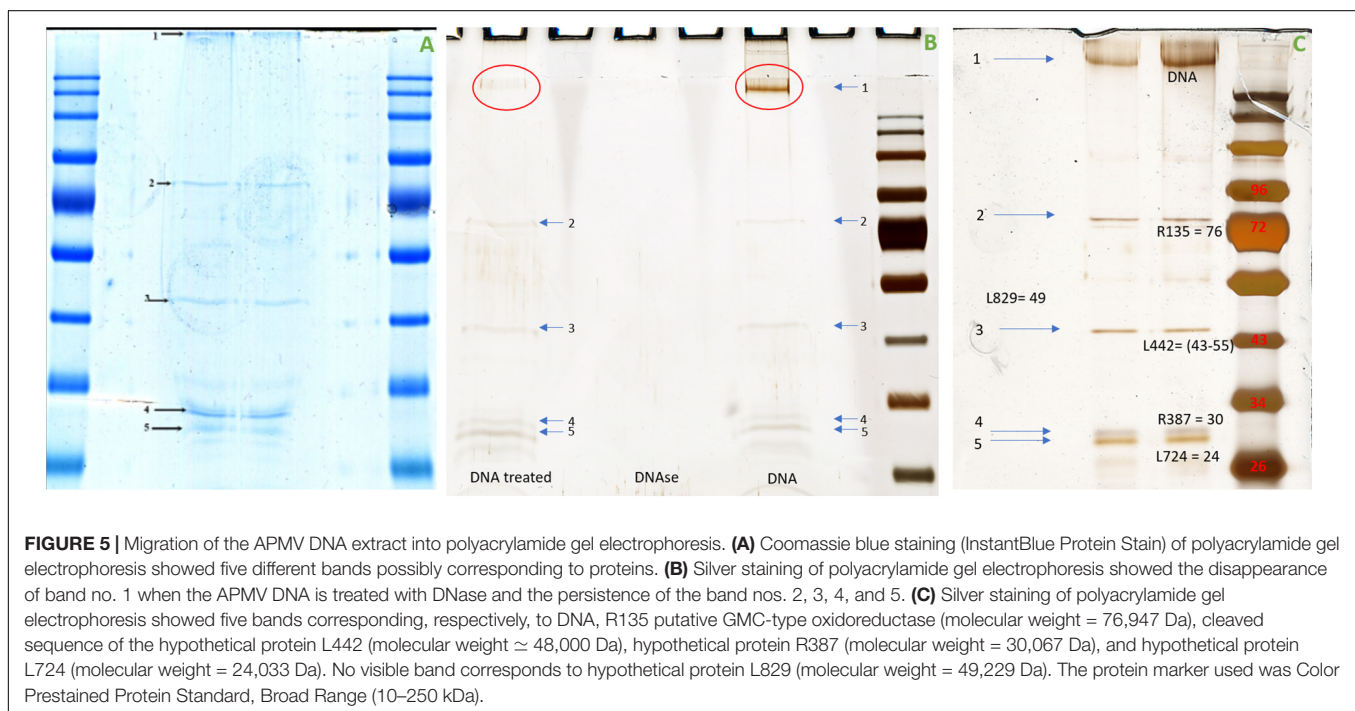 A
1
2
3
4
5
B
1
2
2
3
3
4
4
5
5
DNA treated
DNAse
DNA
C
1
DNA
96
2
R135 = 76
72
L829= 49
3
L442= (43-55)
43
34
4
R387 = 30
5
L724 = 24
26
FIGURE 5 | Migration of the APMV DNA extract into polyacrylamide gel electrophoresis. (A) Coomassie blue staining (InstantBlue Protein Stain) of polyacrylamide gel
electrophoresis showed five different bands possibly corresponding to proteins. (B) Silver staining of polyacrylamide gel electrophoresis showed the disappearance
of band no. 1 when the APMV DNA is treated with DNase and the persistence of the band nos. 2, 3, 4, and 5. (C) Silver staining of polyacrylamide gel
electrophoresis showed five bands corresponding, respectively, to DNA, R135 putative GMC-type oxidoreductase (molecular weight = 76,947 Da), cleaved
sequence of the hypothetical protein L442 (molecular weight ≃ 48,000 Da), hypothetical protein R387 (molecular weight = 30,067 Da), and hypothetical protein
L724 (molecular weight = 24,033 Da). No visible band corresponds to hypothetical protein L829 (molecular weight = 49,229 Da). The protein marker used was Color
Prestained Protein Standard, Broad Range (10–250 kDa).